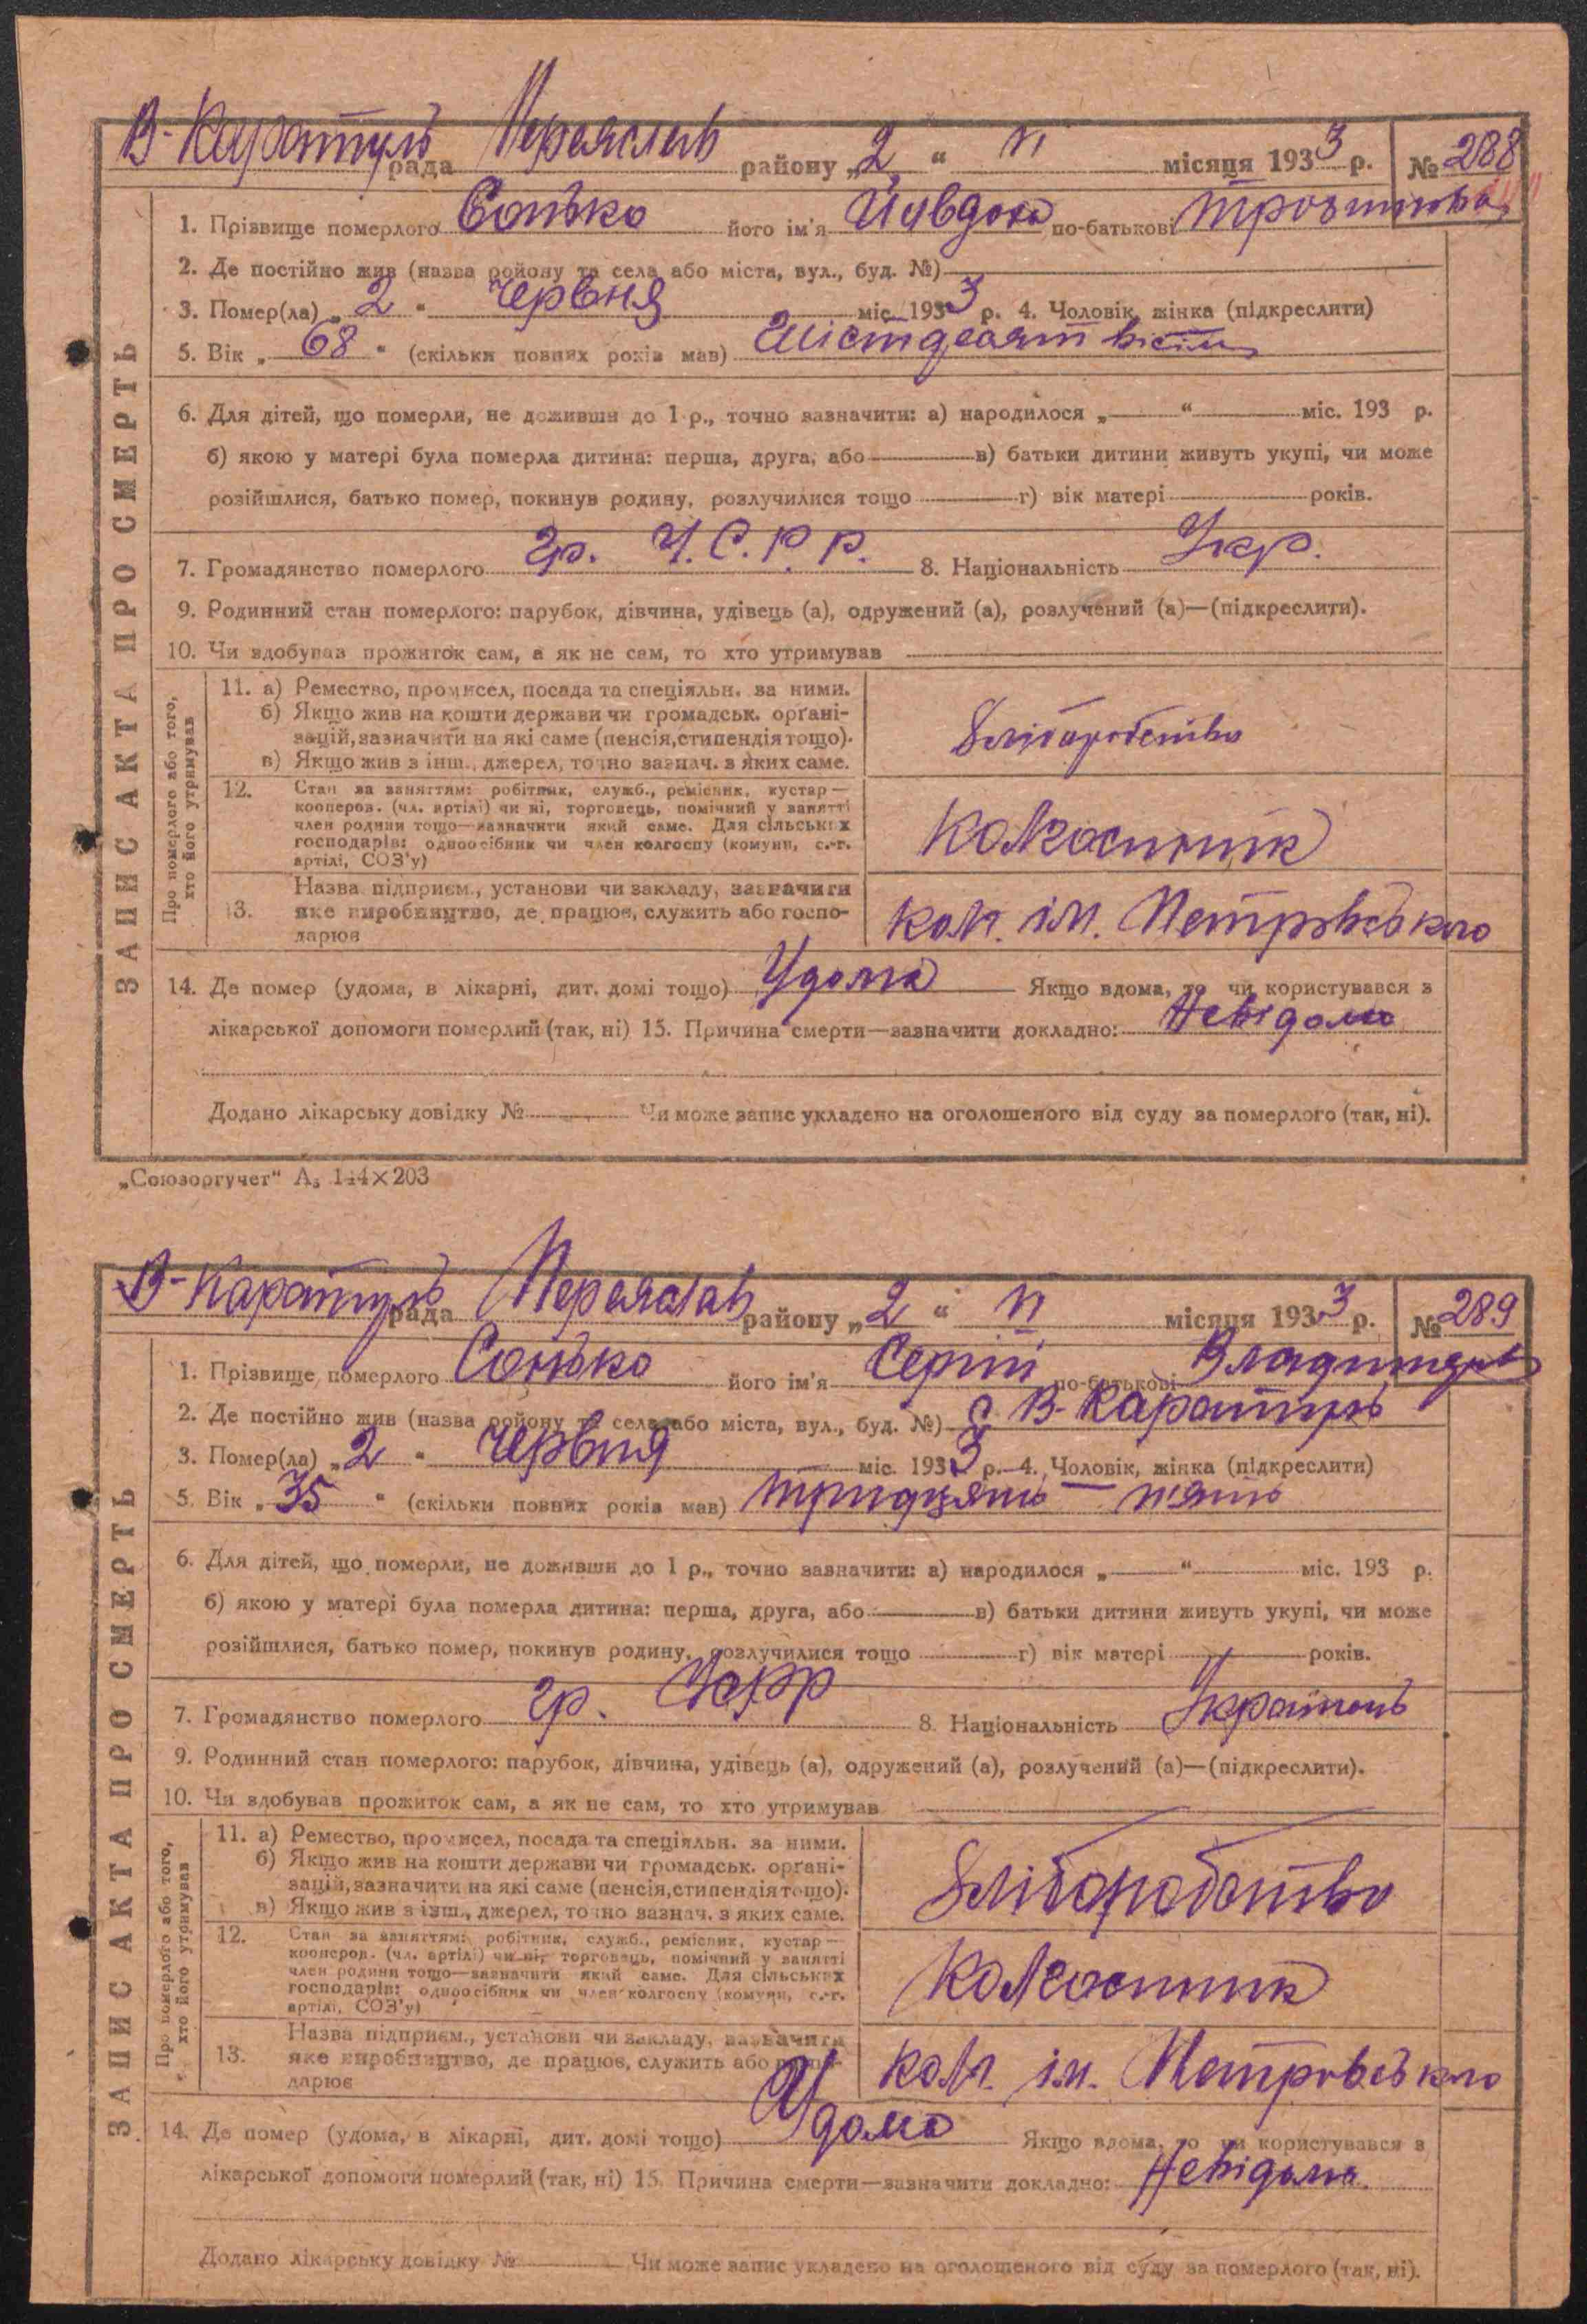 В-Каратуль рада Переяслав району „2“ VI місяця 1933 р. № 288
1. Прізвище померлого Сонько його ім'я Явдоха по-батькові
2. Де постійно жив (назва району та села або міста, вул., буд. №)
3. Помер(ла) „2“ червня міс. 1933 р. 4. Чоловік, жінка (підкреслити)
5. Вік „68“ (скільки повних років мав) Шістдесят вісім
6. Для дітей, що померли, не доживши до 1 р., точно зазначити: а) народилося „ “ міс. 193 р.
б) якою у матері була померла дитина: перша, друга, або в) батьки дитини живуть укупі, чи може
розійшлися, батько помер, покинув родину, розлучилися тощо г) вік матері років.
7. Громадянство померлого гр. У.С.Р.Р. 8. Національність Укр.
9. Родинний стан померлого: парубок, дівчина, удівець (а), одружений (а), розлучений (а)—(підкреслити).
10. Чи здобував прожиток сам, а як не сам, то хто утримував
ЗАПИС АКТА ПРО СМЕРТЬ
Про померлого або того,
хто його утримував
11. а) Ремество, промисел, посада та спеціяльн. за ними.
б) Якщо жив на кошти держави чи громадськ. орґані-
зацій, зазначити на які саме (пенсія, стипендія тощо).
в) Якщо жив з інш., джерел, точно зазнач. з яких саме.
Хліборобство
12. Стан за заняттям: робітник, служб., ремісник, кустар—
кооперов. (чл. артілі) чи ні, торговець, помічний у занятті
член родини тощо—зазначити який саме. Для сільських
господарів: одноосібник чи член колгоспу (комуни, с.-г.
артілі, СОЗ'у)
Колгоспник
13. Назва підприєм., установи чи закладу, зазначити
яке виробництво, де працює, служить або госпо-
дарює
кол. ім. Петровського
14. Де помер (удома, в лікарні, дит. домі тощо) Удома Якщо вдома, то чи користувався з
лікарської допомоги померлий (так, ні) 15. Причина смерти—зазначити докладно: Невідома
Додано лікарську довідку № Чи може запис укладено на оголошеного від суду за померлого (так, ні).
„Союзоргучет“ А₅ 144×203
В-Каратуль рада Переяслав району „2“ VI місяця 1933 р. № 289
1. Прізвище померлого Сонько його ім'я Сергій по-батькові
2. Де постійно жив (назва району та села або міста, вул., буд. №) с В-Каратуль
3. Помер(ла) „2“ червня міс. 1933 р. 4. Чоловік, жінка (підкреслити)
5. Вік „35“ (скільки повних років мав) тридцять – п'ять
6. Для дітей, що померли, не доживши до 1 р., точно зазначити: а) народилося „ “ міс. 193 р.
б) якою у матері була померла дитина: перша, друга, або в) батьки дитини живуть укупі, чи може
розійшлися, батько помер, покинув родину, розлучилися тощо г) вік матері років.
7. Громадянство померлого гр. УСРР 8. Національність Українець
9. Родинний стан померлого: парубок, дівчина, удівець (а), одружений (а), розлучений (а)—(підкреслити).
10. Чи здобував прожиток сам, а як не сам, то хто утримував
ЗАПИС АКТА ПРО СМЕРТЬ
Про померлого або того,
хто його утримував
11. а) Ремество, промисел, посада та спеціяльн. за ними.
б) Якщо жив на кошти держави чи громадськ. орґані-
зацій, зазначити на які саме (пенсія, стипендія тощо).
в) Якщо жив з інш., джерел, точно зазнач. з яких саме.
Хліборобство
12. Стан за заняттям: робітник, служб., ремісник, кустар—
кооперов. (чл. артілі) чи ні, торговець, помічний у занятті
член родини тощо—зазначити який саме. Для сільських
господарів: одноосібник чи член колгоспу (комуни, с.-г.
артілі, СОЗ'у)
Колгоспник
13. Назва підприєм., установи чи закладу, зазначити
яке виробництво, де працює, служить або госпо-
дарює
кол. ім. Петровського
14. Де помер (удома, в лікарні, дит. домі тощо) Удома Якщо вдома, то чи користувався з
лікарської допомоги померлий (так, ні) 15. Причина смерти—зазначити докладно: Невідома.
Додано лікарську довідку № Чи може запис укладено на оголошеного від суду за померлого (так, ні).